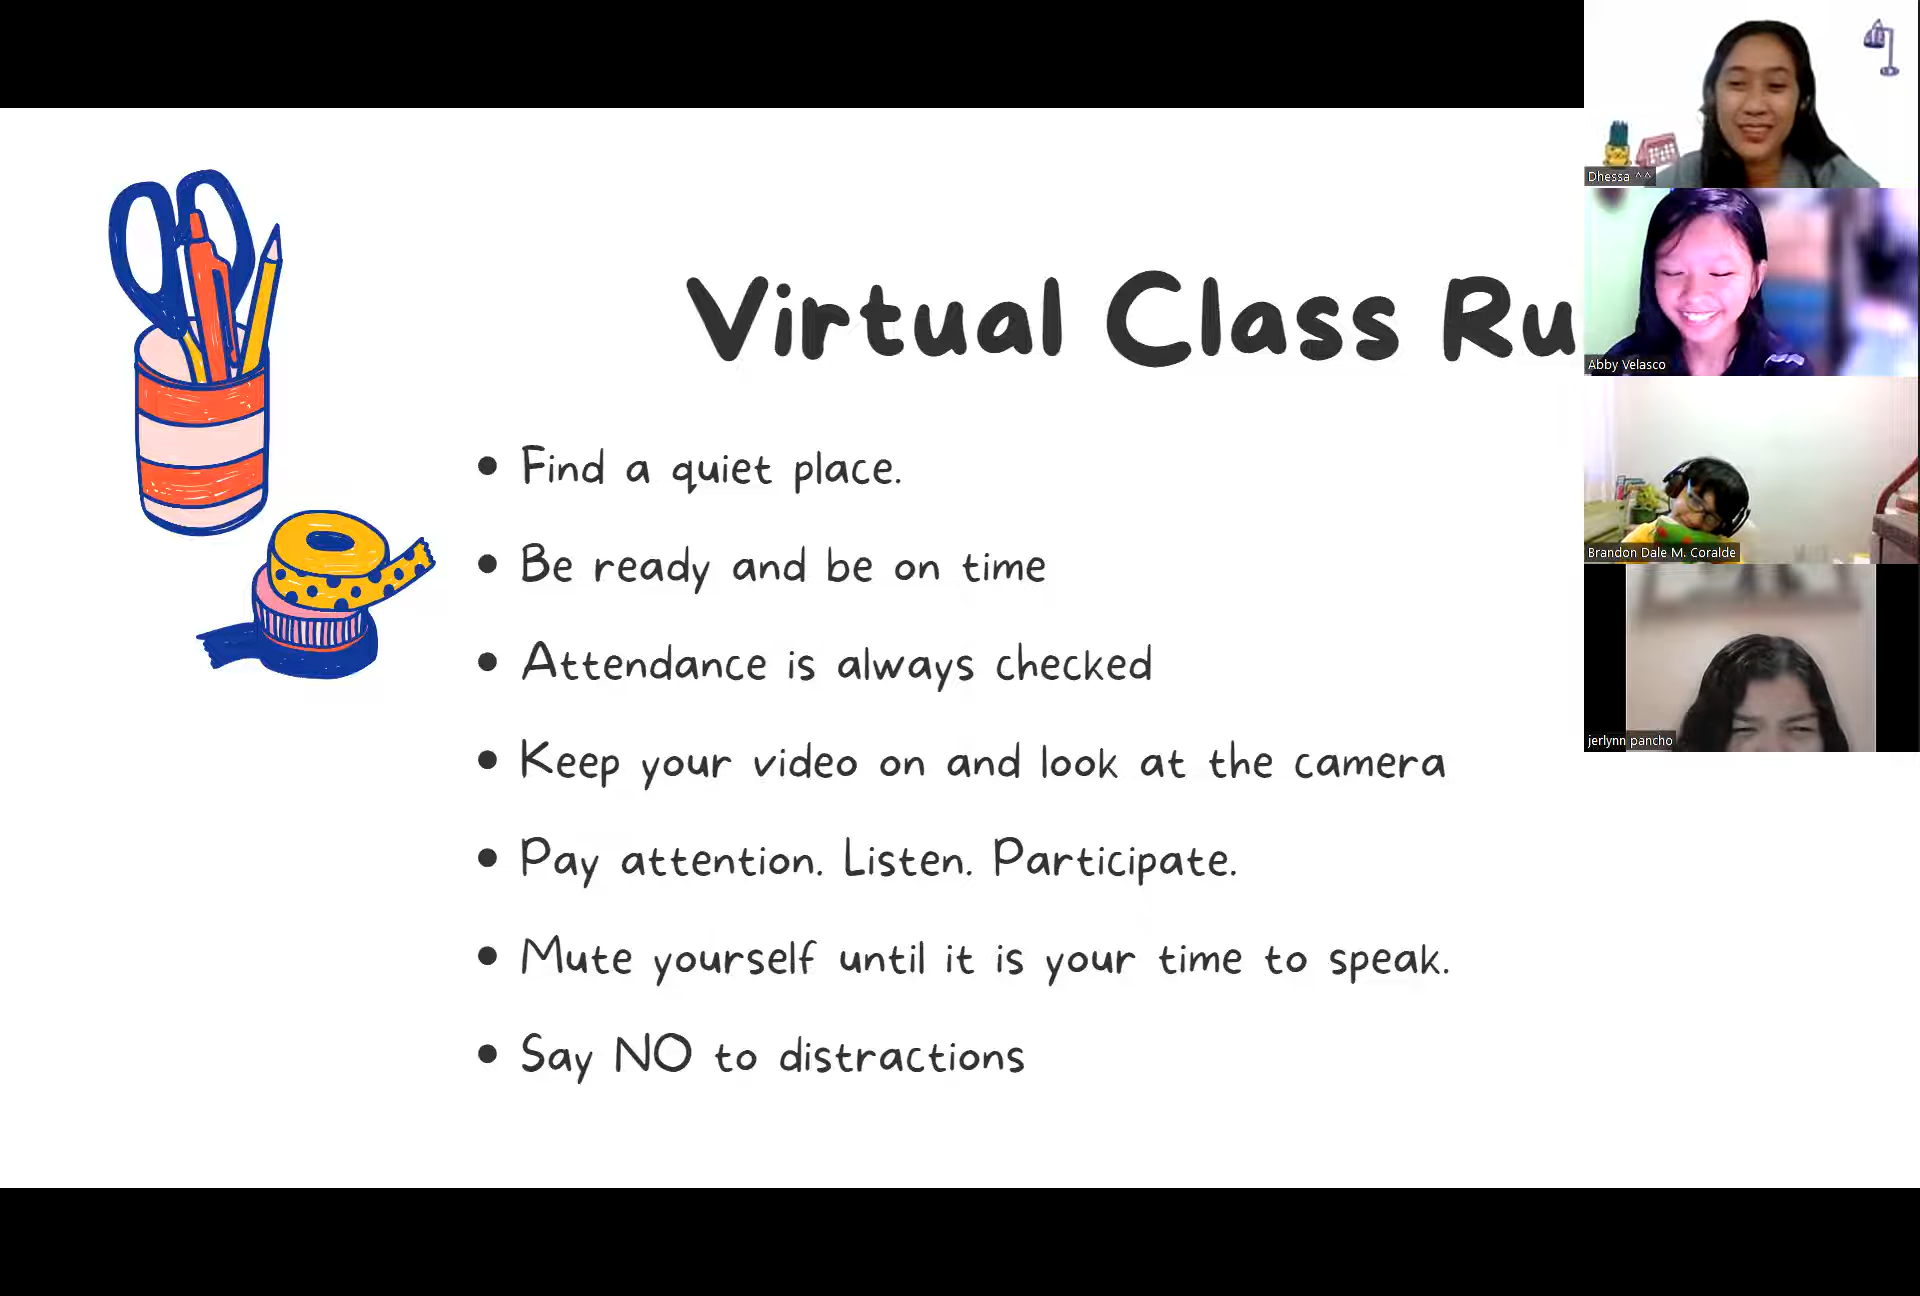 Virtual Class Ru
Find a quiet place.
Be ready and be on time
Attendance is always checked
Keep your video on and look at the camera
Pay attention. Listen. Participate.
Mute yourself until it is your time to speak.
Say NO to distractions
Dhessa ^^
Abby Velasco
Brandon Dale M. Coralde
jerlynn pancho